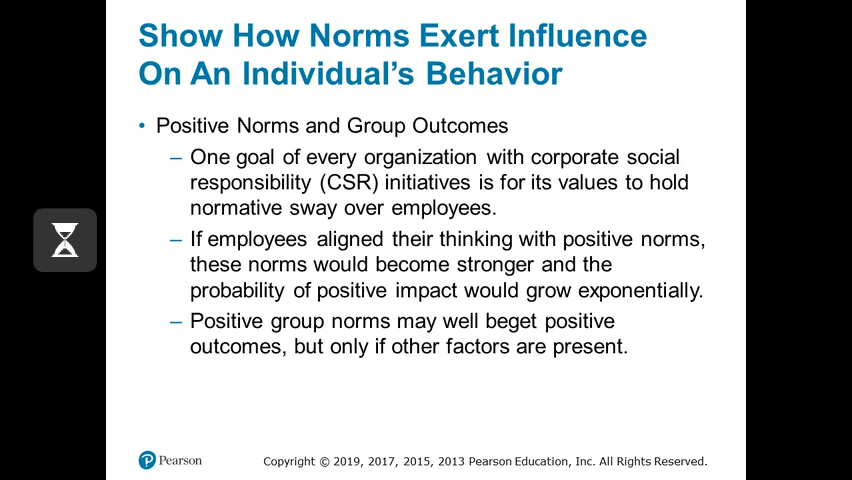 Show How Norms Exert Influence
On An Individual's Behavior
• Positive Norms and Group Outcomes
– One goal of every organization with corporate social
responsibility (CSR) initiatives is for its values to hold
normative sway over employees.
– If employees aligned their thinking with positive norms,
these norms would become stronger and the
probability of positive impact would grow exponentially.
– Positive group norms may well beget positive
outcomes, but only if other factors are present.
Pearson
Copyright © 2019, 2017, 2015, 2013 Pearson Education, Inc. All Rights Reserved.